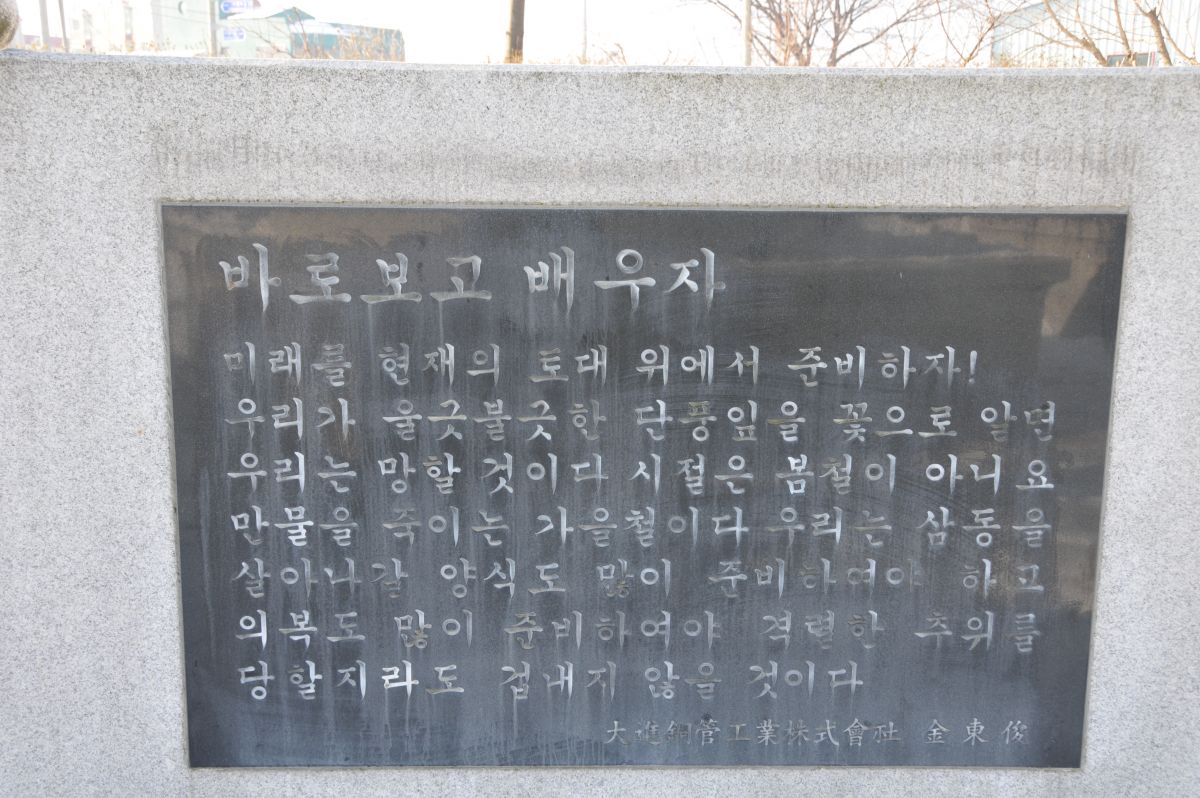 바로보고 배우자
미래를 현재의 토대 위에서 준비하자!
우리가 울긋불긋한 단풍잎을 꽃으로 알면
우리는 망할 것이다 시절은 봄철이 아니요
만물을 죽이는 가을철이다 우리는 삼동을
살아나갈 양식도 많이 준비하여야 하고
의복도 많이 준비하여야 격렬한 추위를
당할지라도 겁내지 않을 것이다
大進銅管工業株式會社 金東俊